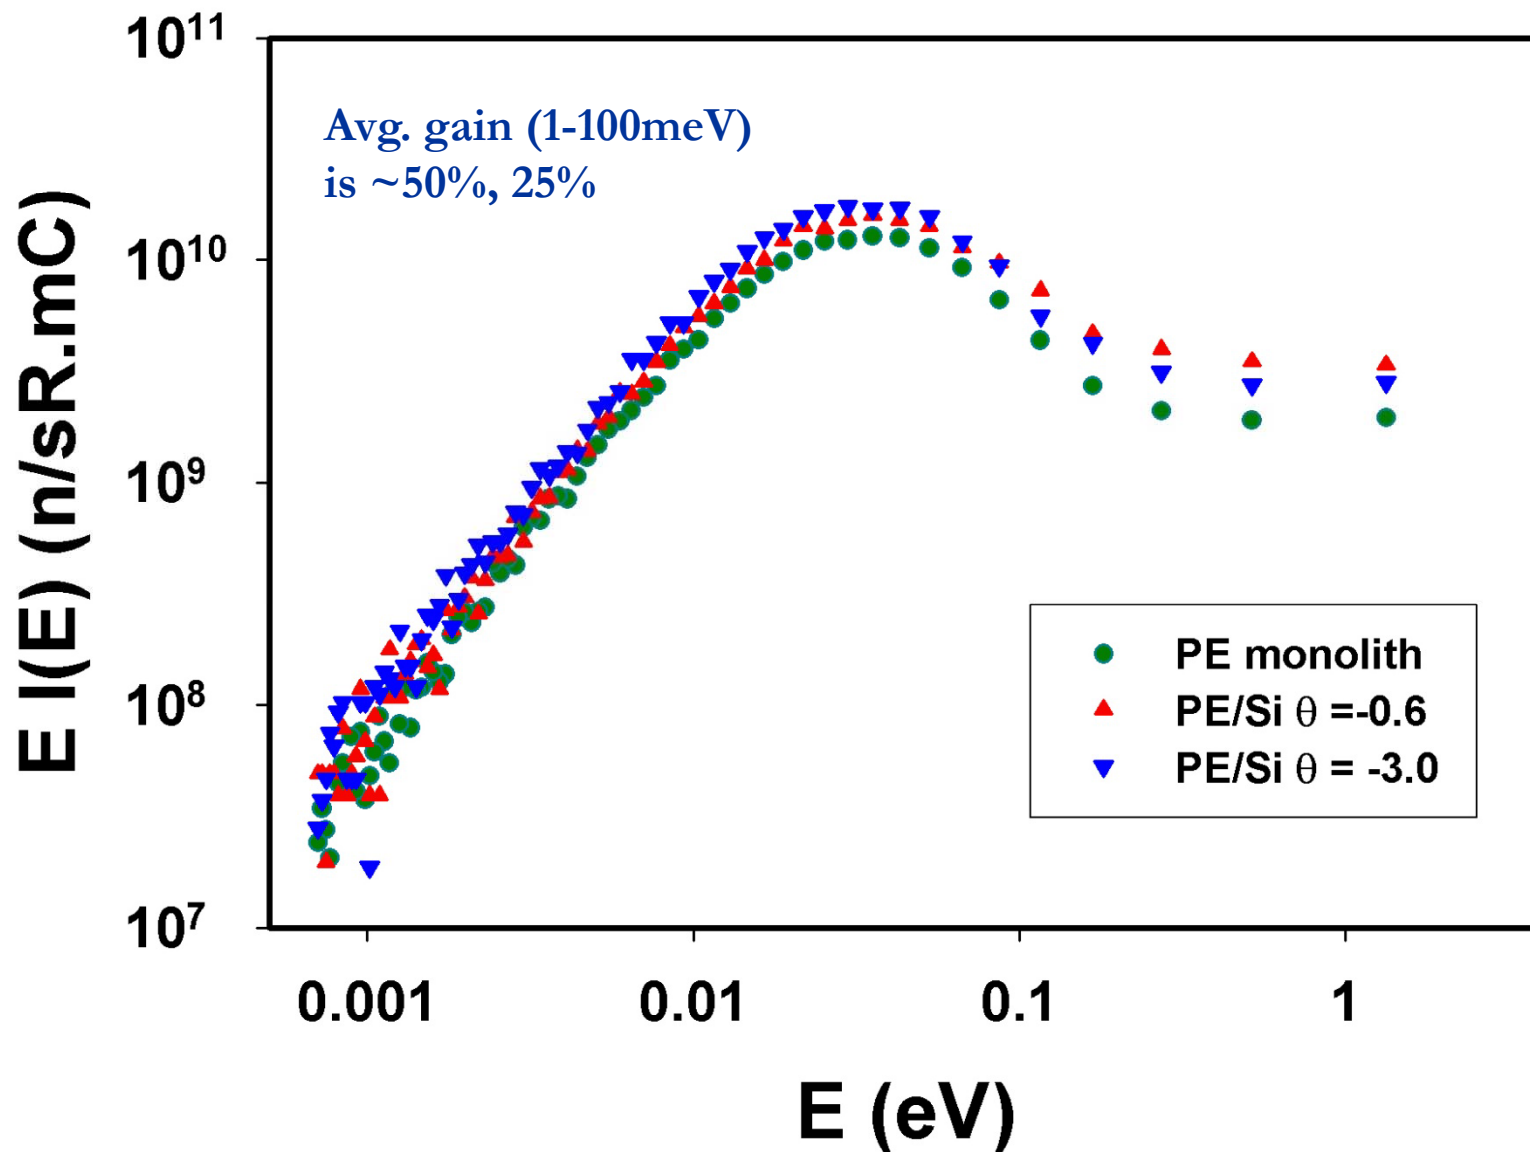 10¹¹
Avg. gain (1-100meV)
is ~50%, 25%
10¹⁰
10⁹
10⁸
10⁷
E I(E) (n/sR.mC)
PE monolith
PE/Si θ =-0.6
PE/Si θ = -3.0
0.001 0.01 0.1 1
E (eV)